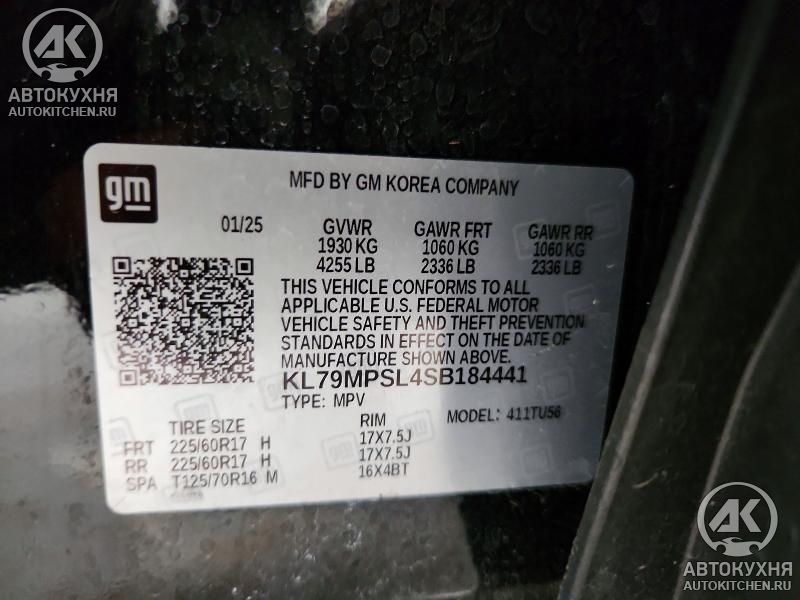 AK
АВТОКУХНЯ
AUTOKITCHEN.RU
gm
MFD BY GM KOREA COMPANY
01/25 GVWR GAWR FRT GAWR RR
1930 KG 1060 KG 1060 KG
4255 LB 2336 LB 2336 LB
THIS VEHICLE CONFORMS TO ALL
APPLICABLE U.S. FEDERAL MOTOR
VEHICLE SAFETY AND THEFT PREVENTION
STANDARDS IN EFFECT ON THE DATE OF
MANUFACTURE SHOWN ABOVE.
KL79MPSL4SB184441
TYPE: MPV MODEL: 411TU56
TIRE SIZE RIM
FRT 225/60R17 H 17X7.5J
RR 225/60R17 H 17X7.5J
SPA T125/70R16 M 16X4BT
AK
АВТОКУХНЯ
AUTOKITCHEN.RU